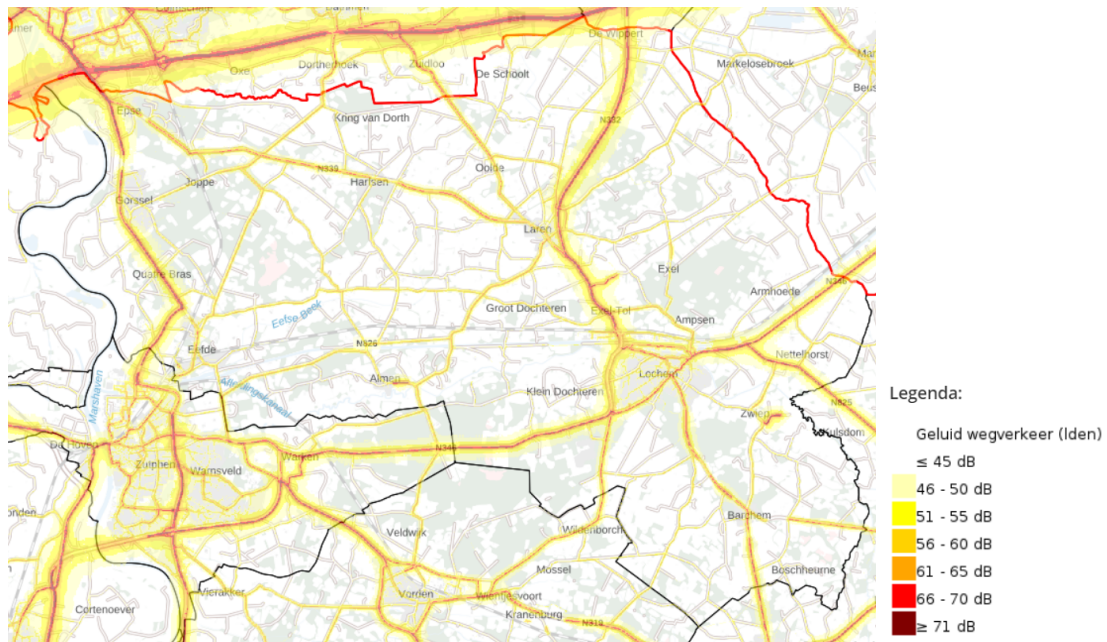 De Wippert
Oxe
Dortherhoek
Zuidloo
De Schoolt
Markelosebroek
Epse
Kring van Dorth
N332
N339
Joppe
Harfsen
Oolde
Gorssel
Laren
Quatre Bras
Exel
Armhoede
Groot Dochteren
Exel-Tol
Ampsen
Eefse Beek
N826
Eefde
Nettelhorst
Almen
Lochem
Klein Dochteren
Marshaven
N825
Zwiep
De Hoven
N346
Warken
Zutphen
Warnsveld
Barchem
Veldwijk
Wildenborch
Mossel
Boschheurne
Vierakker
Vorden
Wientjesvoort
Cortenoever
Kranenburg
N319
Legenda:
Geluid wegverkeer (lden)
≤ 45 dB
46 - 50 dB
51 - 55 dB
56 - 60 dB
61 - 65 dB
66 - 70 dB
≥ 71 dB